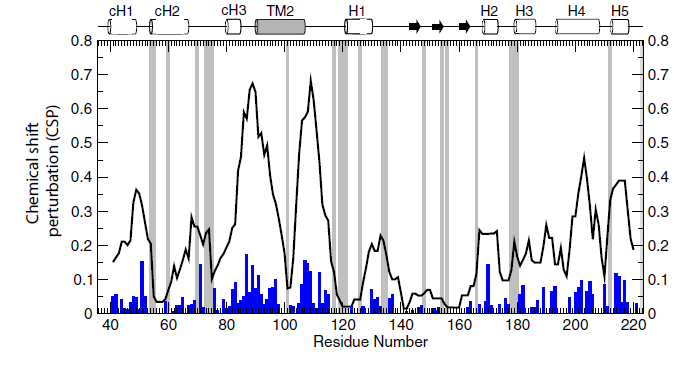 cH1 cH2 cH3 TM2 H1 H2 H3 H4 H5
0.8 0.8
0.7 0.7
0.6 0.6
0.5 0.5
0.4 0.4
0.3 0.3
0.2 0.2
0.1 0.1
0 0
Chemical shift
perturbation (CSP)
40 60 80 100 120 140 160 180 200 220
Residue Number